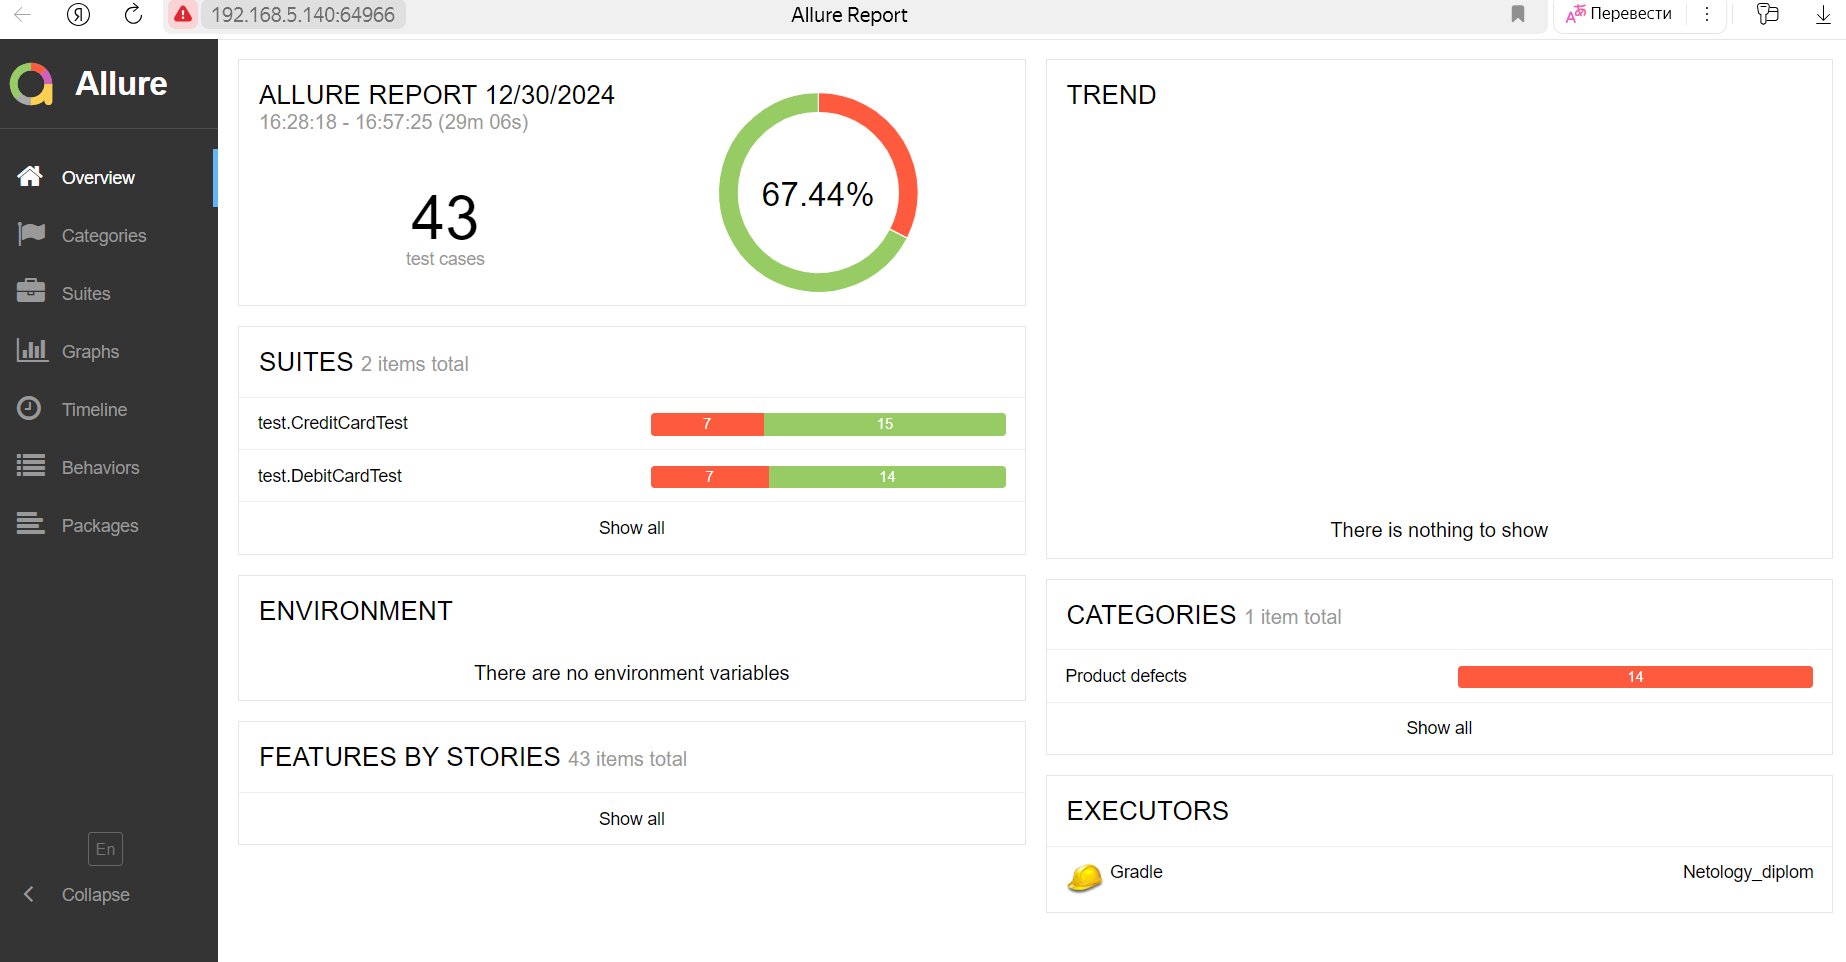 Я
192.168.5.140:64966
Allure Report
Перевести
Allure
Overview
Categories
Suites
Graphs
Timeline
Behaviors
Packages
En
Collapse
ALLURE REPORT 12/30/2024
16:28:18 - 16:57:25 (29m 06s)
43
test cases
67.44%
SUITES 2 items total
test.CreditCardTest 7 15
test.DebitCardTest 7 14
Show all
ENVIRONMENT
There are no environment variables
FEATURES BY STORIES 43 items total
Show all
TREND
There is nothing to show
CATEGORIES 1 item total
Product defects 14
Show all
EXECUTORS
Gradle Netology_diplom